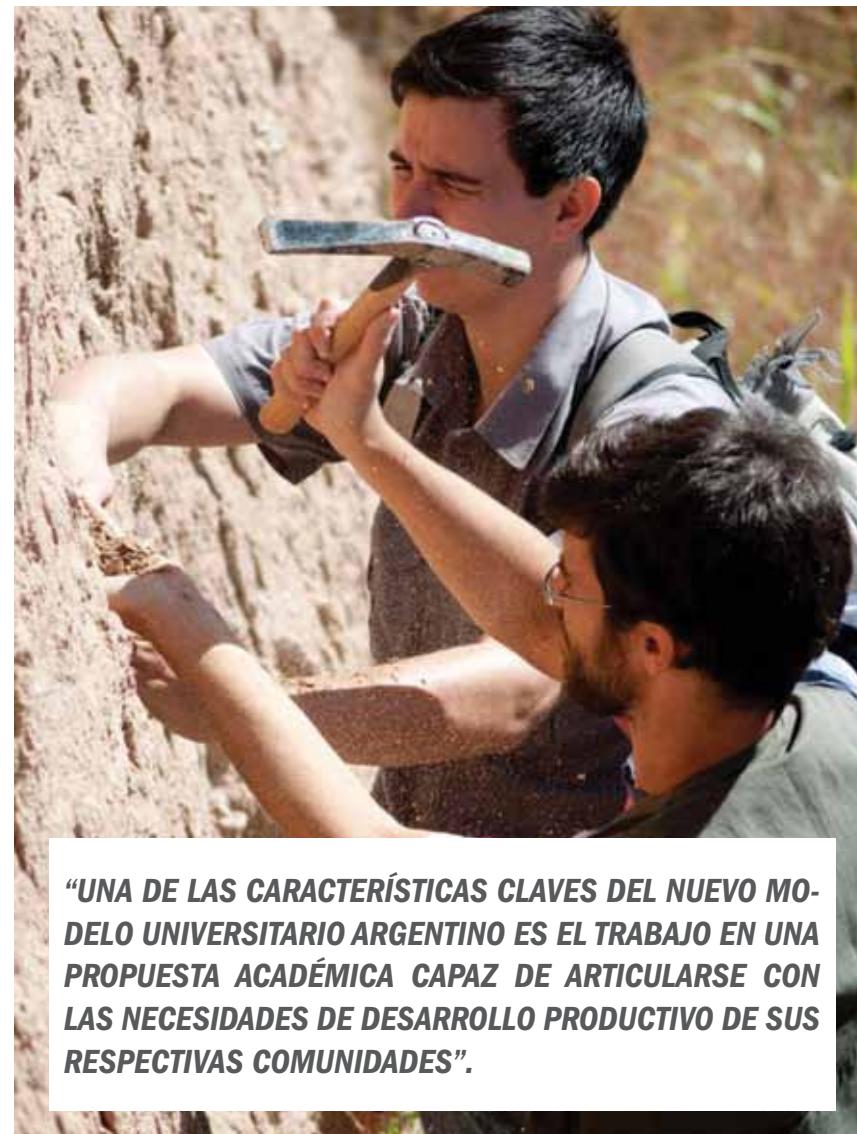 “UNA DE LAS CARACTERÍSTICAS CLAVES DEL NUEVO MO-
DELO UNIVERSITARIO ARGENTINO ES EL TRABAJO EN UNA
PROPUESTA ACADÉMICA CAPAZ DE ARTICULARSE CON
LAS NECESIDADES DE DESARROLLO PRODUCTIVO DE SUS
RESPECTIVAS COMUNIDADES”.